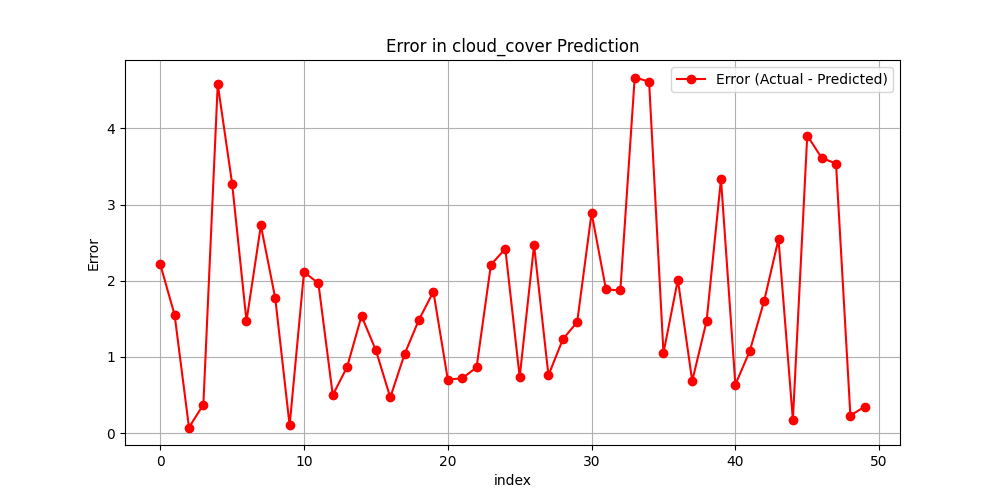 Error in cloud_cover Prediction
Error (Actual - Predicted)
Error
4
3
2
1
0
0 10 20 30 40 50
index